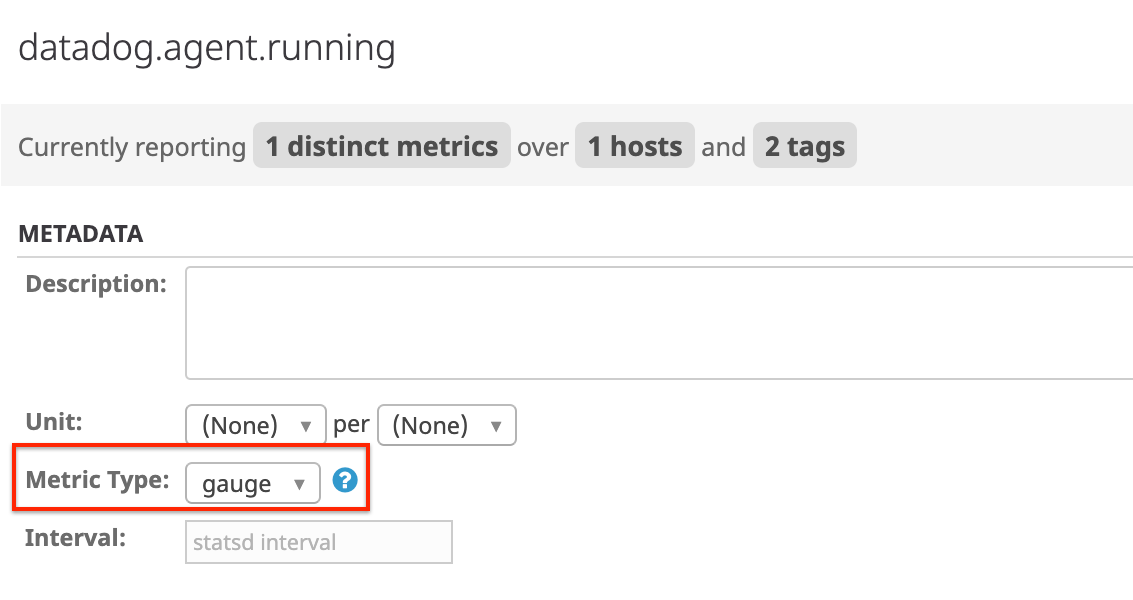 datadog.agent.running
Currently reporting 1 distinct metrics over 1 hosts and 2 tags
METADATA
Description:
Unit: (None) ▼ per (None) ▼
Metric Type: gauge ▼ ?
Interval: statsd interval